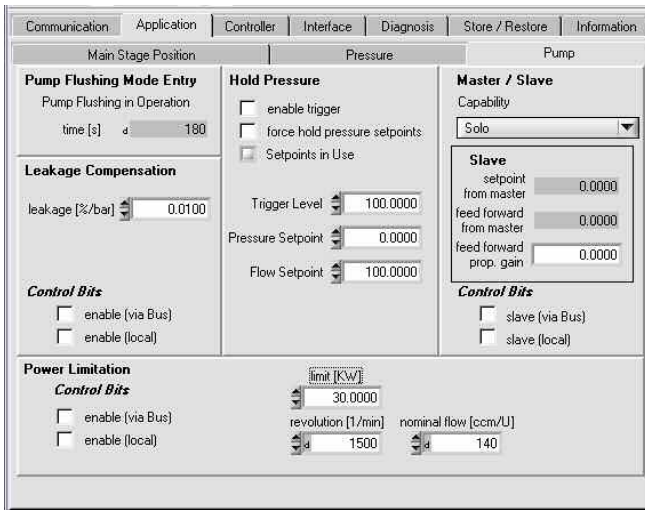 Communication Application Controller Interface Diagnosis Store / Restore Information
Main Stage Position Pressure Pump
Pump Flushing Mode Entry
Pump Flushing in Operation
time [s] d 180
Leakage Compensation
leakage [%/bar] 0.0100
Control Bits
enable (via Bus)
enable (local)
Hold Pressure
enable trigger
force hold pressure setpoints
Setpoints in Use
Trigger Level 100.0000
Pressure Setpoint 0.0000
Flow Setpoint 100.0000
Master / Slave
Capability
Solo
Slave
setpoint
from master 0.0000
feed forward
from master 0.0000
feed forward
prop. gain 0.0000
Control Bits
slave (via Bus)
slave (local)
Power Limitation
Control Bits
enable (via Bus)
enable (local)
limit [KW]
30.0000
revolution [1/min] nominal flow [ccm/U]
d 1500 d 140